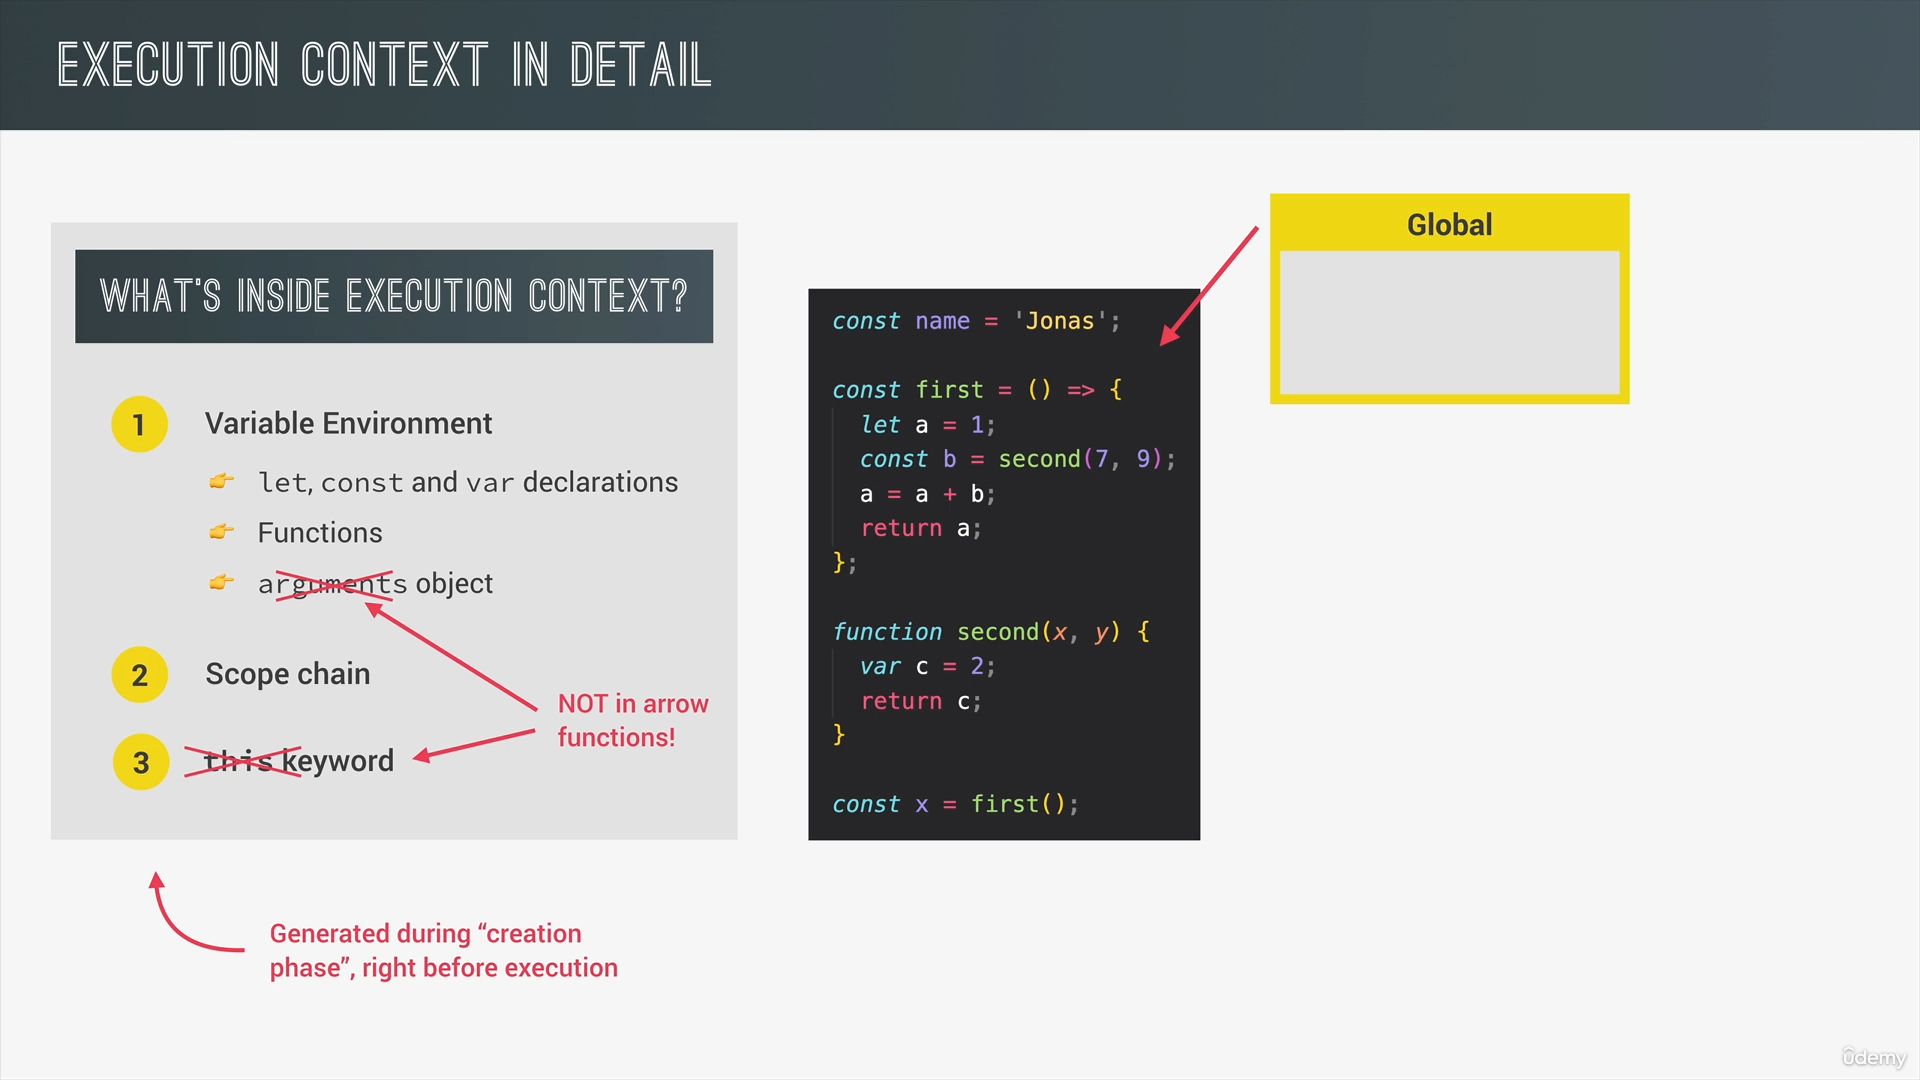 EXECUTION CONTEXT IN DETAIL
WHAT'S INSIDE EXECUTION CONTEXT?
1 Variable Environment
👉 let, const and var declarations
👉 Functions
👉 arguments object
2 Scope chain
NOT in arrow
functions!
3 this keyword
Generated during “creation
phase”, right before execution
const name = 'Jonas';
const first = () => {
  let a = 1;
  const b = second(7, 9);
  a = a + b;
  return a;
};
function second(x, y) {
  var c = 2;
  return c;
}
const x = first();
Global
ûdemy